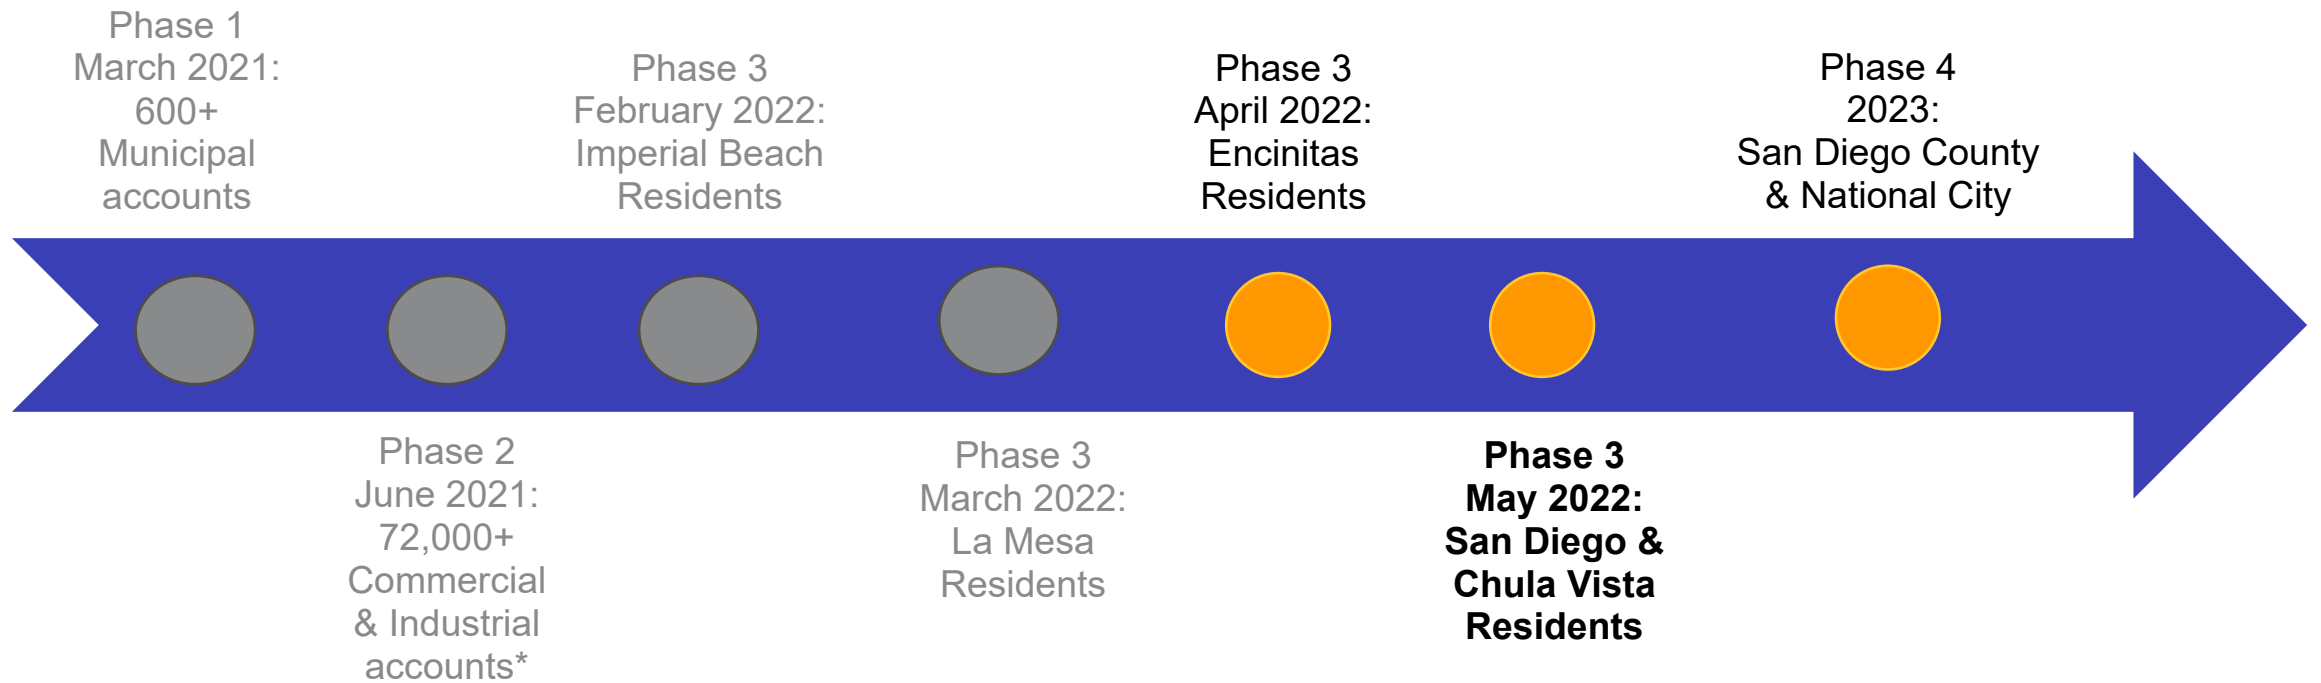 Phase 1
March 2021:
600+
Municipal
accounts
Phase 2
June 2021:
72,000+
Commercial
& Industrial
accounts*
Phase 3
February 2022:
Imperial Beach
Residents
Phase 3
March 2022:
La Mesa
Residents
Phase 3
April 2022:
Encinitas
Residents
Phase 3
May 2022:
San Diego &
Chula Vista
Residents
Phase 4
2023:
San Diego County
& National City